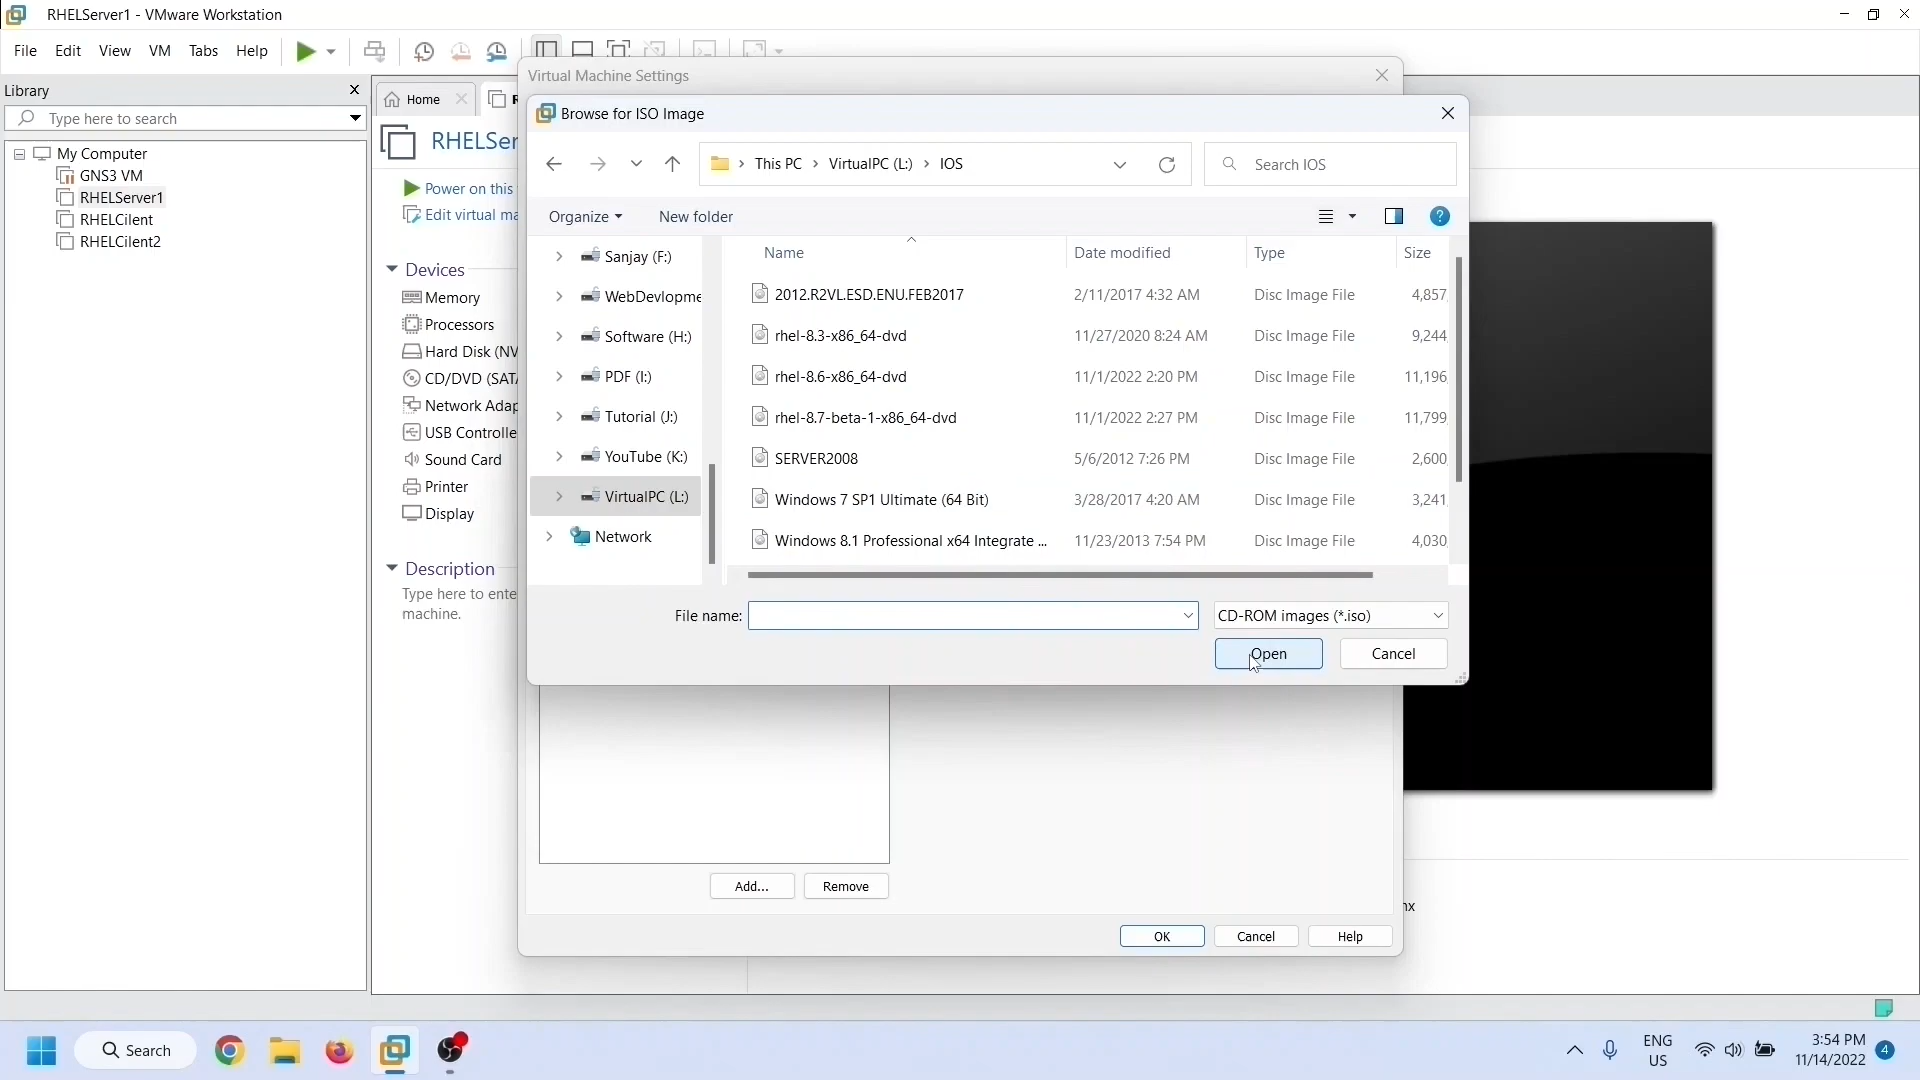 RHELServer1 - VMware Workstation
File Edit View VM Tabs Help
Library
Type here to search
My Computer
GNS3 VM
RHELServer1
RHELCilent
RHELCilent2
Home
RHELSer
Power on this
Edit virtual ma
Devices
Memory
Processors
Hard Disk (NV
CD/DVD (SATA
Network Adap
USB Controlle
Sound Card
Printer
Display
Description
Type here to ente
machine.
Virtual Machine Settings
Browse for ISO Image
This PC VirtualPC (L:) IOS
Search IOS
Organize New folder
Sanjay (F:)
WebDevlopme
Software (H:)
PDF (I:)
Tutorial (J:)
YouTube (K:)
VirtualPC (L:)
Network
Name Date modified Type Size
2012.R2VL.ESD.ENU.FEB2017 2/11/2017 4:32 AM Disc Image File 4,857,
rhel-8.3-x86_64-dvd 11/27/2020 8:24 AM Disc Image File 9,244
rhel-8.6-x86_64-dvd 11/1/2022 2:20 PM Disc Image File 11,196,
rhel-8.7-beta-1-x86_64-dvd 11/1/2022 2:27 PM Disc Image File 11,799
SERVER2008 5/6/2012 7:26 PM Disc Image File 2,600,
Windows 7 SP1 Ultimate (64 Bit) 3/28/2017 4:20 AM Disc Image File 3,241,
Windows 8.1 Professional x64 Integrate ... 11/23/2013 7:54 PM Disc Image File 4,030,
File name: CD-ROM images (*.iso)
Open Cancel
Add... Remove
nx
OK Cancel Help
Search
ENG
US
3:54 PM
11/14/2022
4